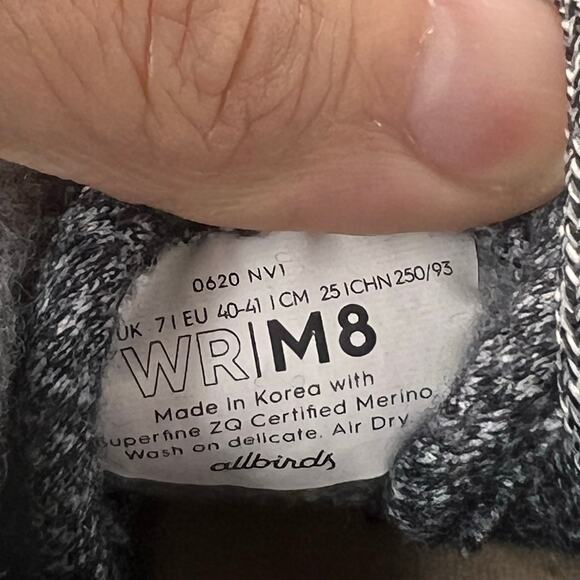 0620 NV1
UK 7 | EU 40-41 | CM 25 | CHN 250/93
WR|M8
Made in Korea with
Superfine ZQ Certified Merino.
Wash on delicate. Air Dry
allbirds